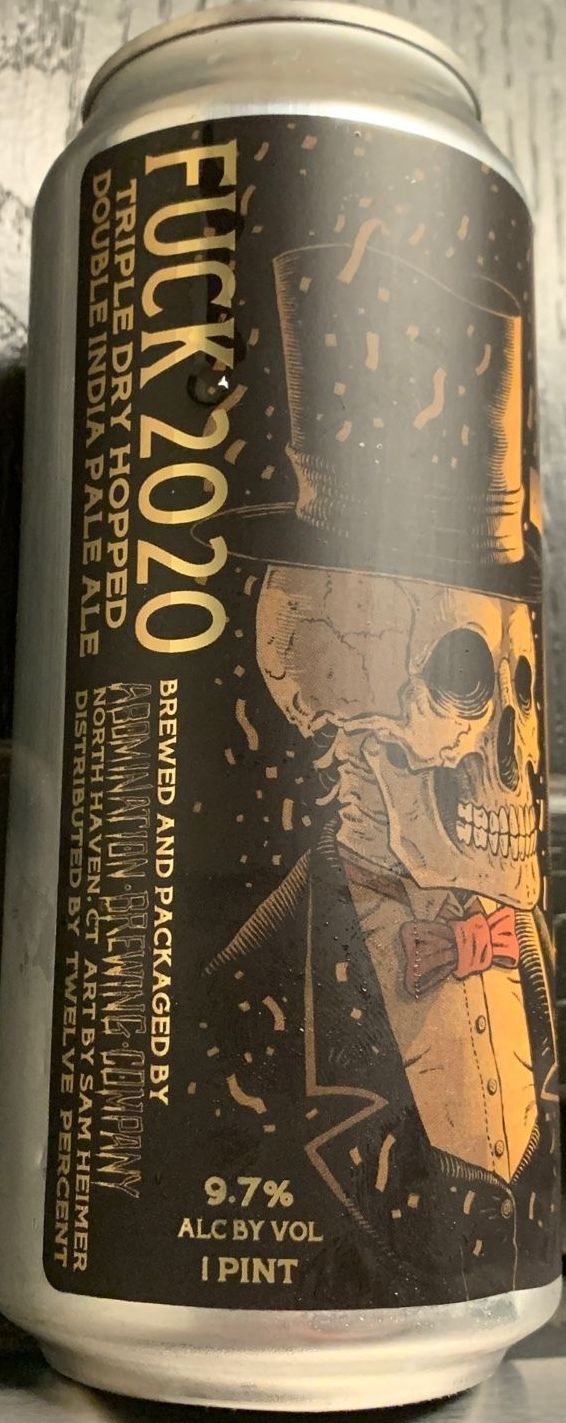 FUCK 2020
TRIPLE DRY HOPPED
DOUBLE INDIA PALE ALE
BREWED AND PACKAGED BY
ABOMINATION·BREWING·COMPANY
NORTH HAVEN, CT ART BY SAM HEIMER
DISTRIBUTED BY TWELVE PERCENT
9.7%
ALC BY VOL
1 PINT